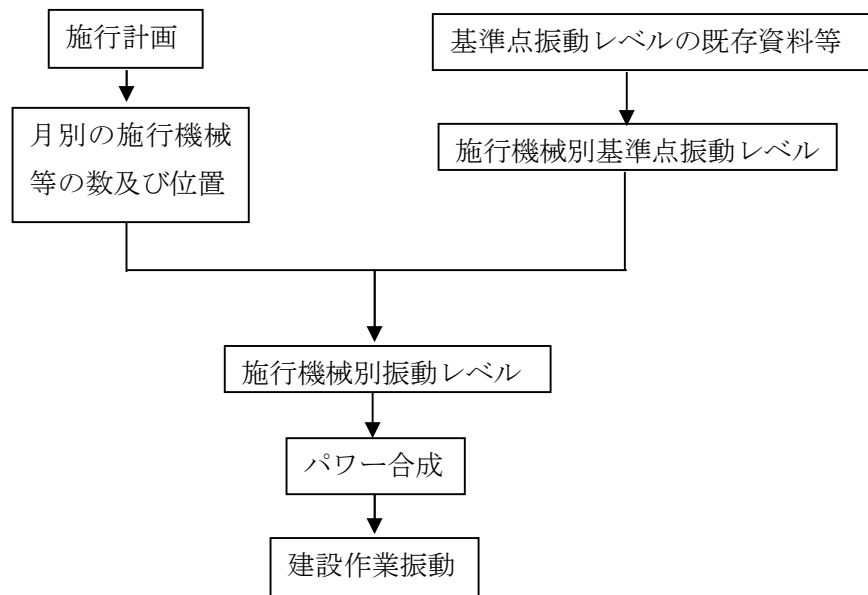 施行計画
基準点振動レベルの既存資料等
月別の施行機械
等の数及び位置
施行機械別基準点振動レベル
施行機械別振動レベル
パワー合成
建設作業振動